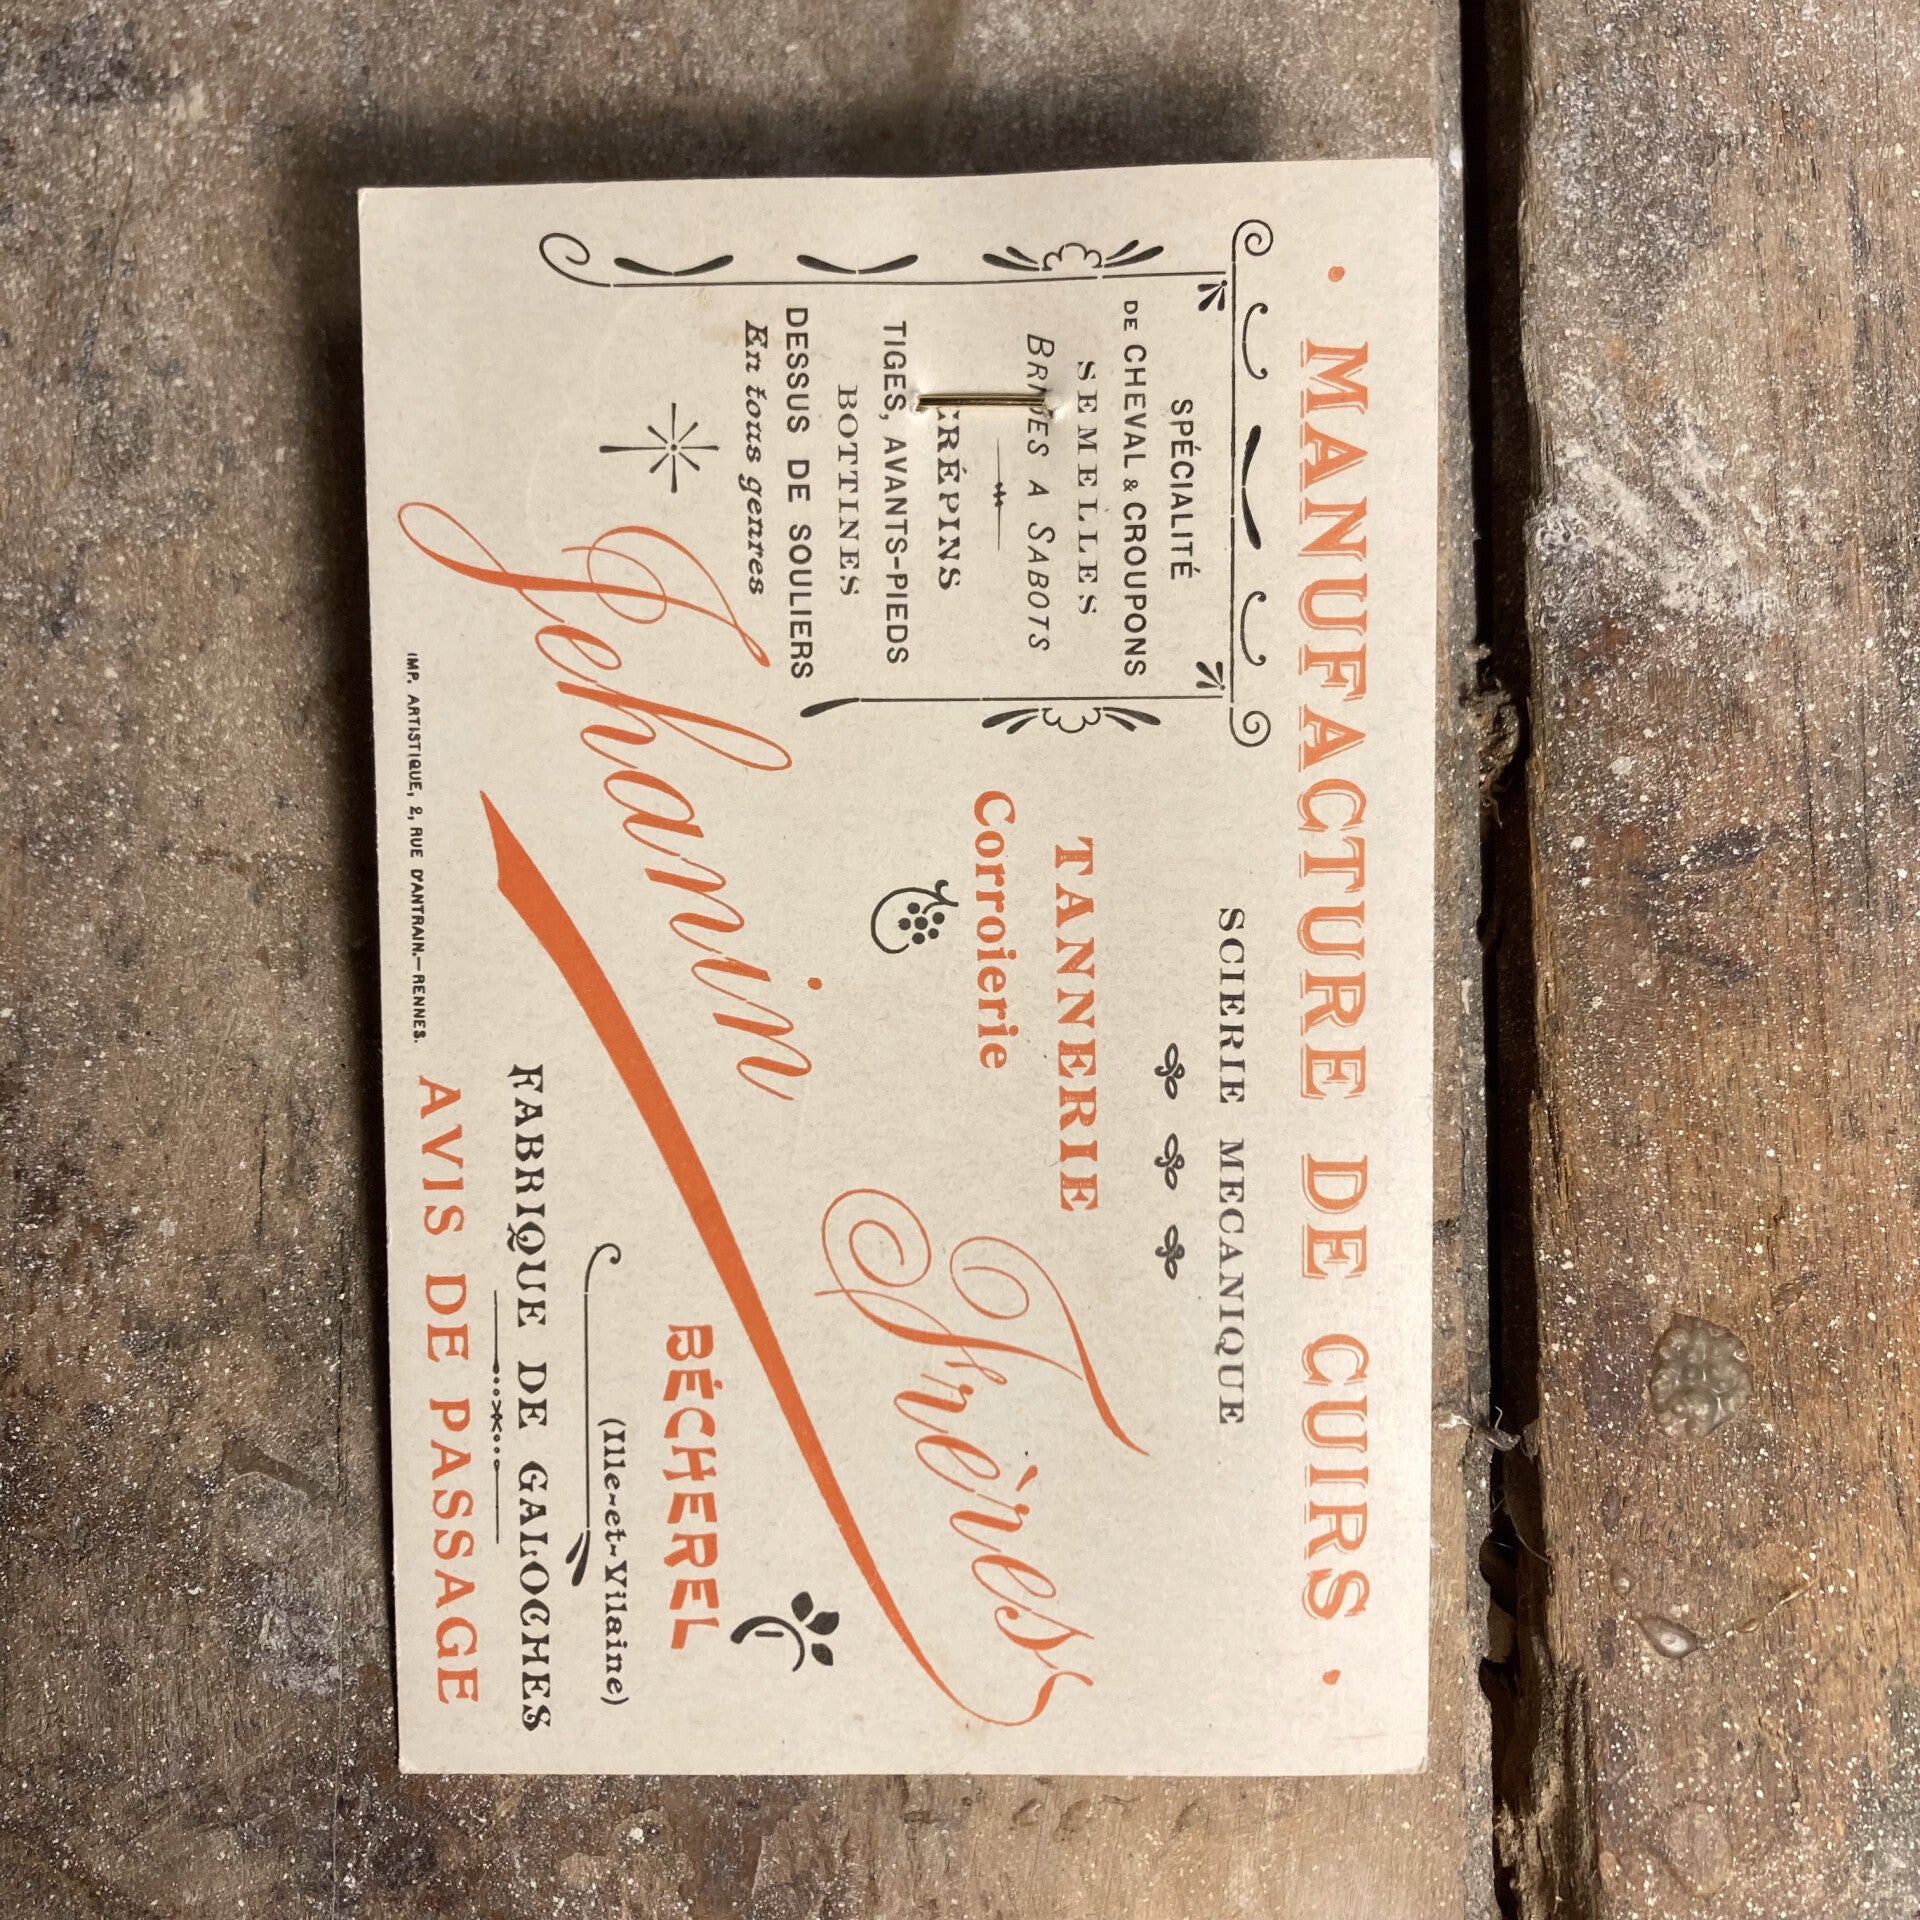 • MANUFACTURE DE CUIRS •
SCIERIE MECANIQUE
SPÉCIALITÉ
DE CHEVAL & CROUPONS
SEMELLES
BRIDES A SABOTS
CRÉPINS
TIGES, AVANTS-PIEDS
BOTTINES
DESSUS DE SOULIERS
En tous genres
TANNERIE
Corroierie
Jehanin Frères
BÉCHEREL
(Ille-et-Vilaine)
FABRIQUE DE GALOCHES
AVIS DE PASSAGE
IMP. ARTISTIQUE, 2, RUE D'ANTRAIN.—RENNES.